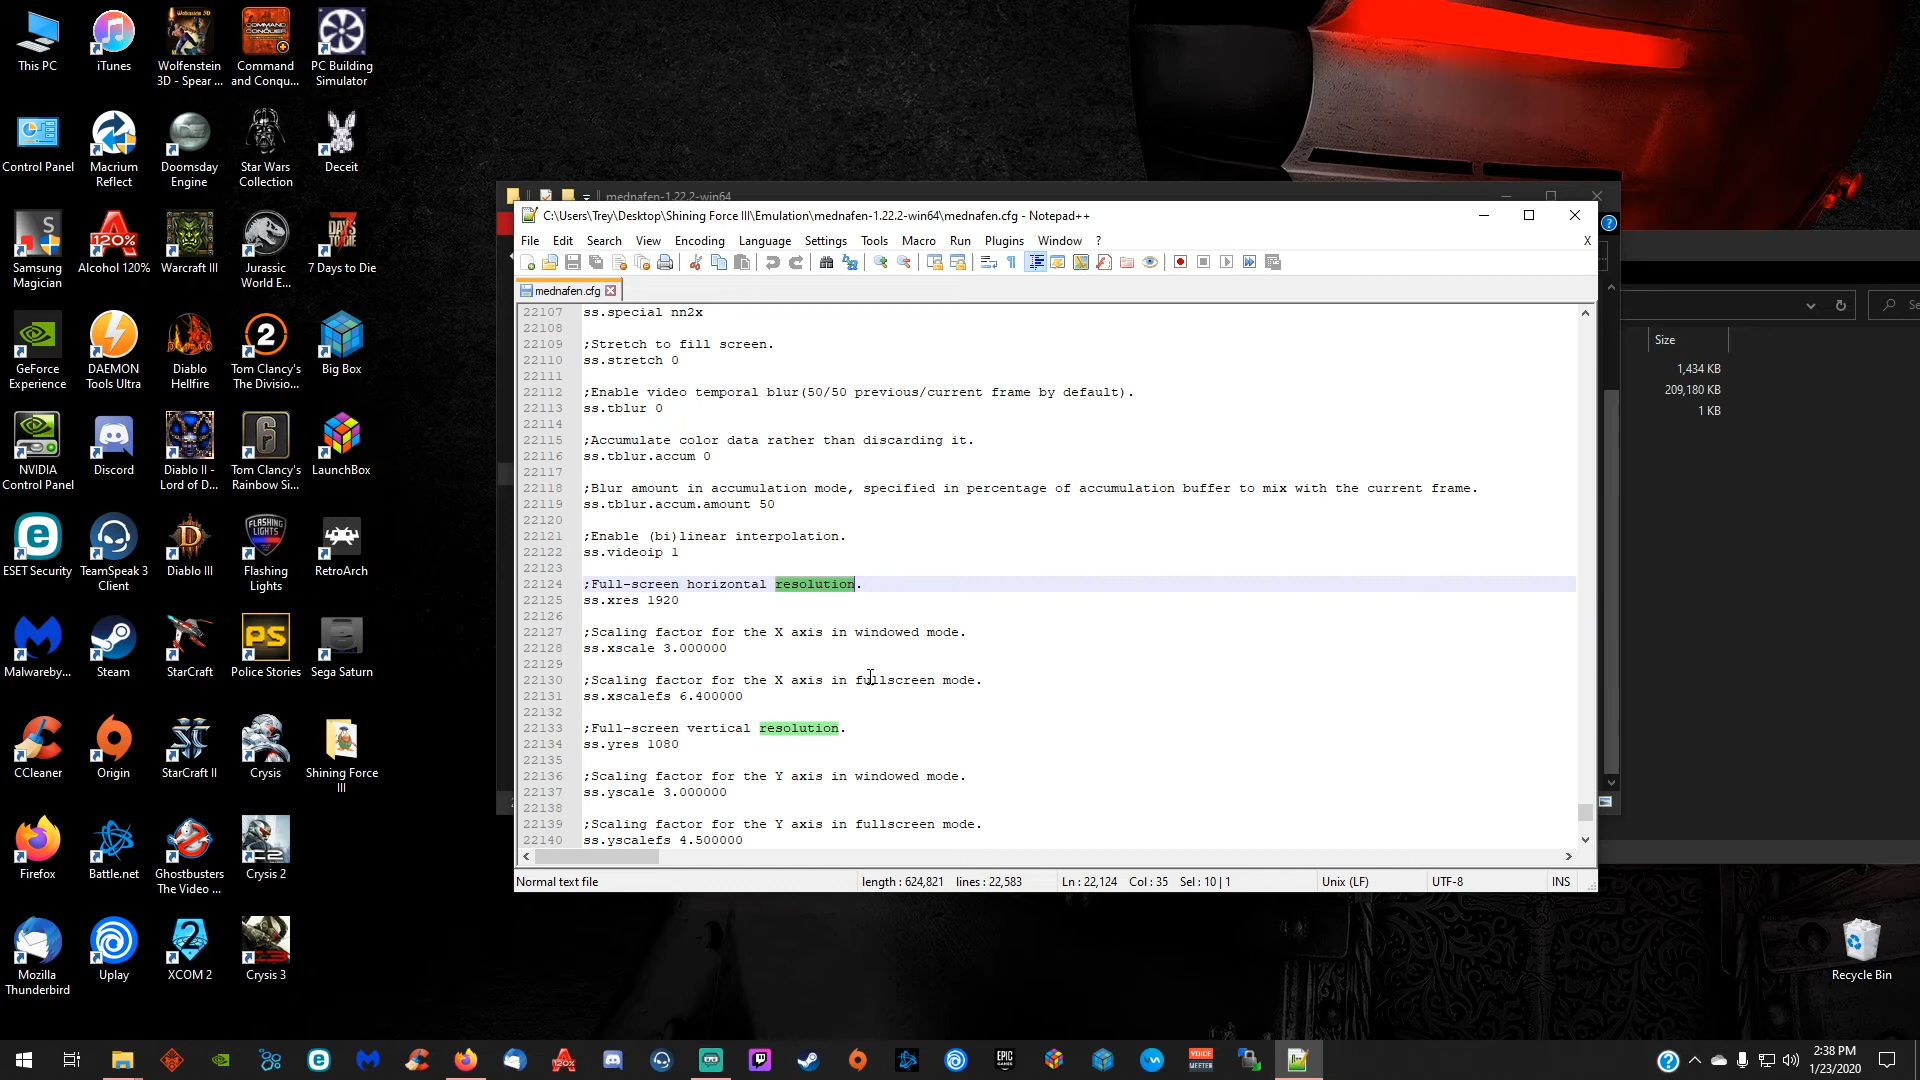 This PC
iTunes
Wolfenstein
3D - Spear ...
Command
and Conqu...
PC Building
Simulator
Control Panel
Macrium
Reflect
Doomsday
Engine
Star Wars
Collection
Deceit
Samsung
Magician
Alcohol 120%
Warcraft III
Jurassic
World E...
7 Days to Die
GeForce
Experience
DAEMON
Tools Ultra
Diablo
Hellfire
Tom Clancy's
The Divisio...
Big Box
NVIDIA
Control Panel
Discord
Diablo II -
Lord of D...
Tom Clancy's
Rainbow Si...
LaunchBox
ESET Security
TeamSpeak 3
Client
Diablo III
Flashing
Lights
RetroArch
Malwareby...
Steam
StarCraft
Police Stories
Sega Saturn
CCleaner
Origin
StarCraft II
Crysis
Shining Force
III
Firefox
Battle.net
Ghostbusters
The Video ...
Crysis 2
Mozilla
Thunderbird
Uplay
XCOM 2
Crysis 3
mednafen-1.22.2-win64
C:\Users\Trey\Desktop\Shining Force III\Emulation\mednafen-1.22.2-win64\mednafen.cfg - Notepad++
File Edit Search View Encoding Language Settings Tools Macro Run Plugins Window ? X
mednafen.cfg
22107 ss.special nn2x
22108
22109 ;Stretch to fill screen.
22110 ss.stretch 0
22111
22112 ;Enable video temporal blur(50/50 previous/current frame by default).
22113 ss.tblur 0
22114
22115 ;Accumulate color data rather than discarding it.
22116 ss.tblur.accum 0
22117
22118 ;Blur amount in accumulation mode, specified in percentage of accumulation buffer to mix with the current frame.
22119 ss.tblur.accum.amount 50
22120
22121 ;Enable (bi)linear interpolation.
22122 ss.videoip 1
22123
22124 ;Full-screen horizontal resolution.
22125 ss.xres 1920
22126
22127 ;Scaling factor for the X axis in windowed mode.
22128 ss.xscale 3.000000
22129
22130 ;Scaling factor for the X axis in fullscreen mode.
22131 ss.xscalefs 6.400000
22132
22133 ;Full-screen vertical resolution.
22134 ss.yres 1080
22135
22136 ;Scaling factor for the Y axis in windowed mode.
22137 ss.yscale 3.000000
22138
22139 ;Scaling factor for the Y axis in fullscreen mode.
22140 ss.yscalefs 4.500000
Normal text file length : 624,821 lines : 22,583 Ln : 22,124 Col : 35 Sel : 10 | 1 Unix (LF) UTF-8 INS
Size
1,434 KB
209,180 KB
1 KB
Recycle Bin
2:38 PM
1/23/2020